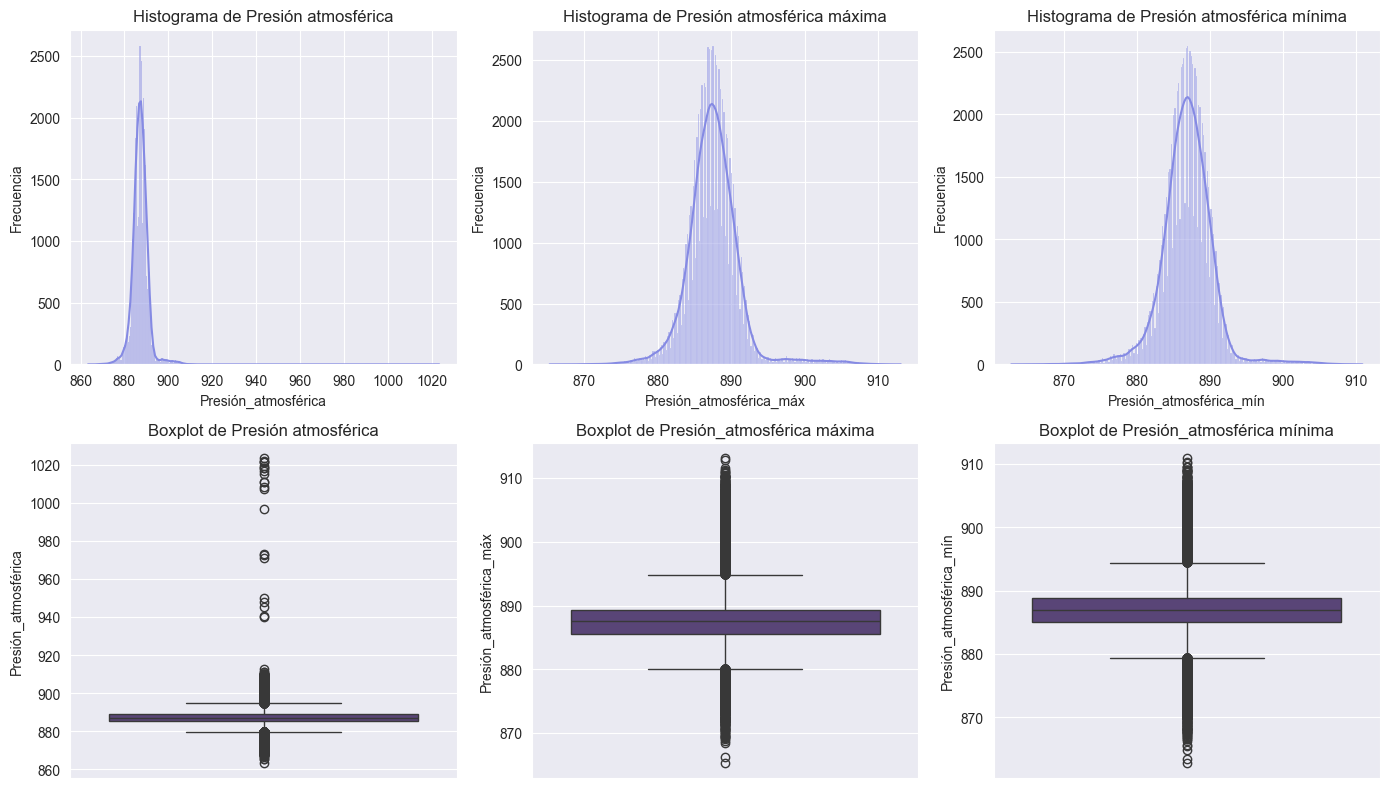 Histograma de Presión atmosférica
Histograma de Presión atmosférica máxima
Histograma de Presión atmosférica mínima
Frecuencia
2500
2000
1500
1000
500
0
860 880 900 920 940 960 980 1000 1020
Presión_atmosférica
Frecuencia
2500
2000
1500
1000
500
0
870 880 890 900 910
Presión_atmosférica_máx
Frecuencia
2500
2000
1500
1000
500
0
870 880 890 900 910
Presión_atmosférica_mín
Boxplot de Presión atmosférica
Boxplot de Presión_atmosférica máxima
Boxplot de Presión_atmosférica mínima
Presión_atmosférica
1020
1000
980
960
940
920
900
880
860
Presión_atmosférica_máx
910
900
890
880
870
Presión_atmosférica_mín
910
900
890
880
870